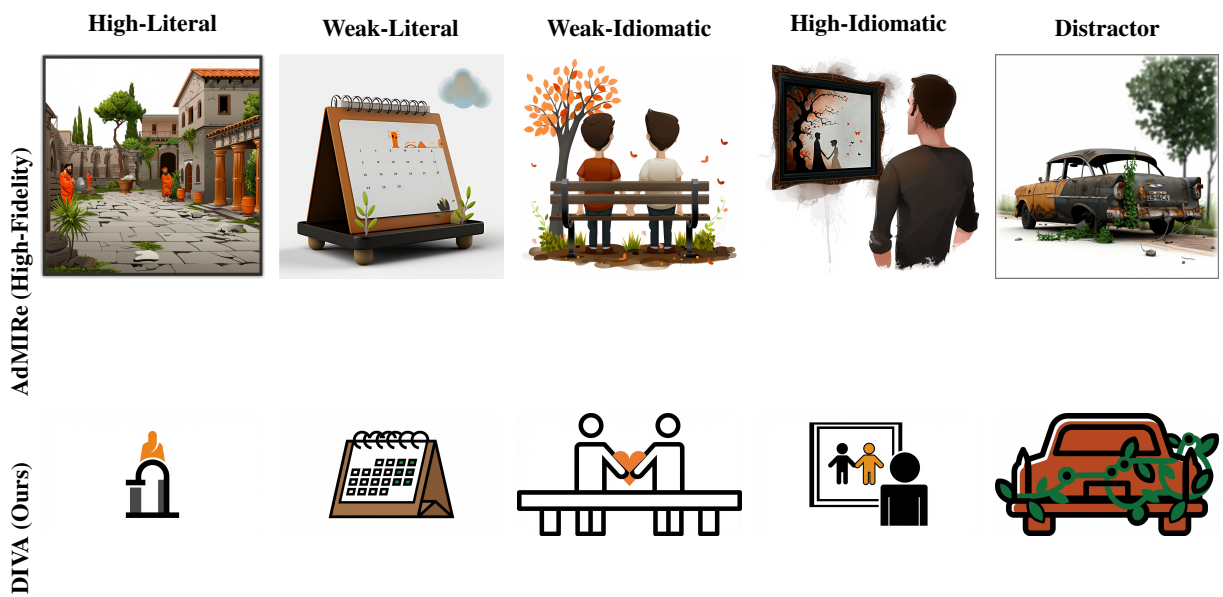 High-Literal
Weak-Literal
Weak-Idiomatic
High-Idiomatic
Distractor
AdMIRe (High-Fidelity)
DIVA (Ours)